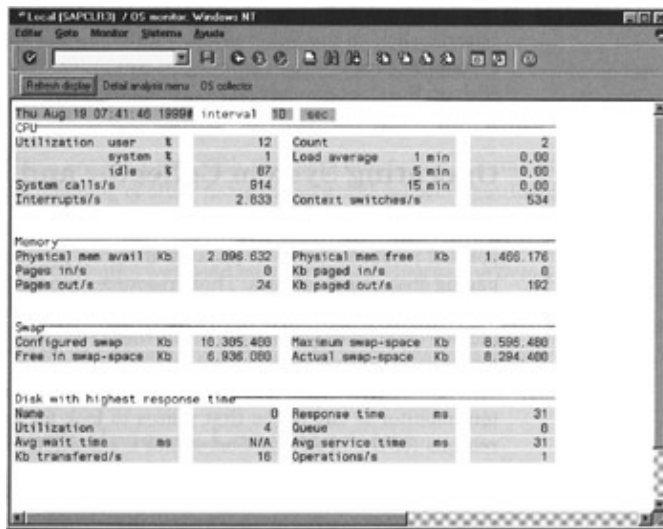 Local (SAPCLR3) / OS monitor. Windows NT
Editar Goto Monitor Sistema Ayuda
Refresh display Detail analysis menu OS collector
Thu Aug 19 07:41:46 1999# interval 10 sec.
CPU
Utilization user % 12 Count 2
system % 1 Load average 1 min 0,00
idle % 87 5 min 0,00
System calls/s 914 15 min 0,00
Interrupts/s 2.833 Context switches/s 534
Memory
Physical mem avail Kb 2.096.632 Physical mem free Kb 1.466.176
Pages in/s 0 Kb paged in/s 0
Pages out/s 24 Kb paged out/s 192
Swap
Configured swap Kb 10.305.400 Maximum swap-space Kb 8.596.480
Free in swap-space Kb 6.936.080 Actual swap-space Kb 8.294.400
Disk with highest response time
Name 0 Response time ms 31
Utilization 4 Queue 0
Avg wait time ms N/A Avg service time ms 31
Kb transfered/s 16 Operations/s 1